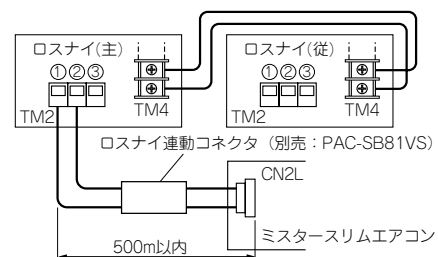 ロスナイ(主)
①②③
TM2
TM4
ロスナイ(従)
①②③
TM2
TM4
ロスナイ連動コネクタ（別売：PAC-SB81VS）
CN2L
ミスタースリムエアコン
500m以内